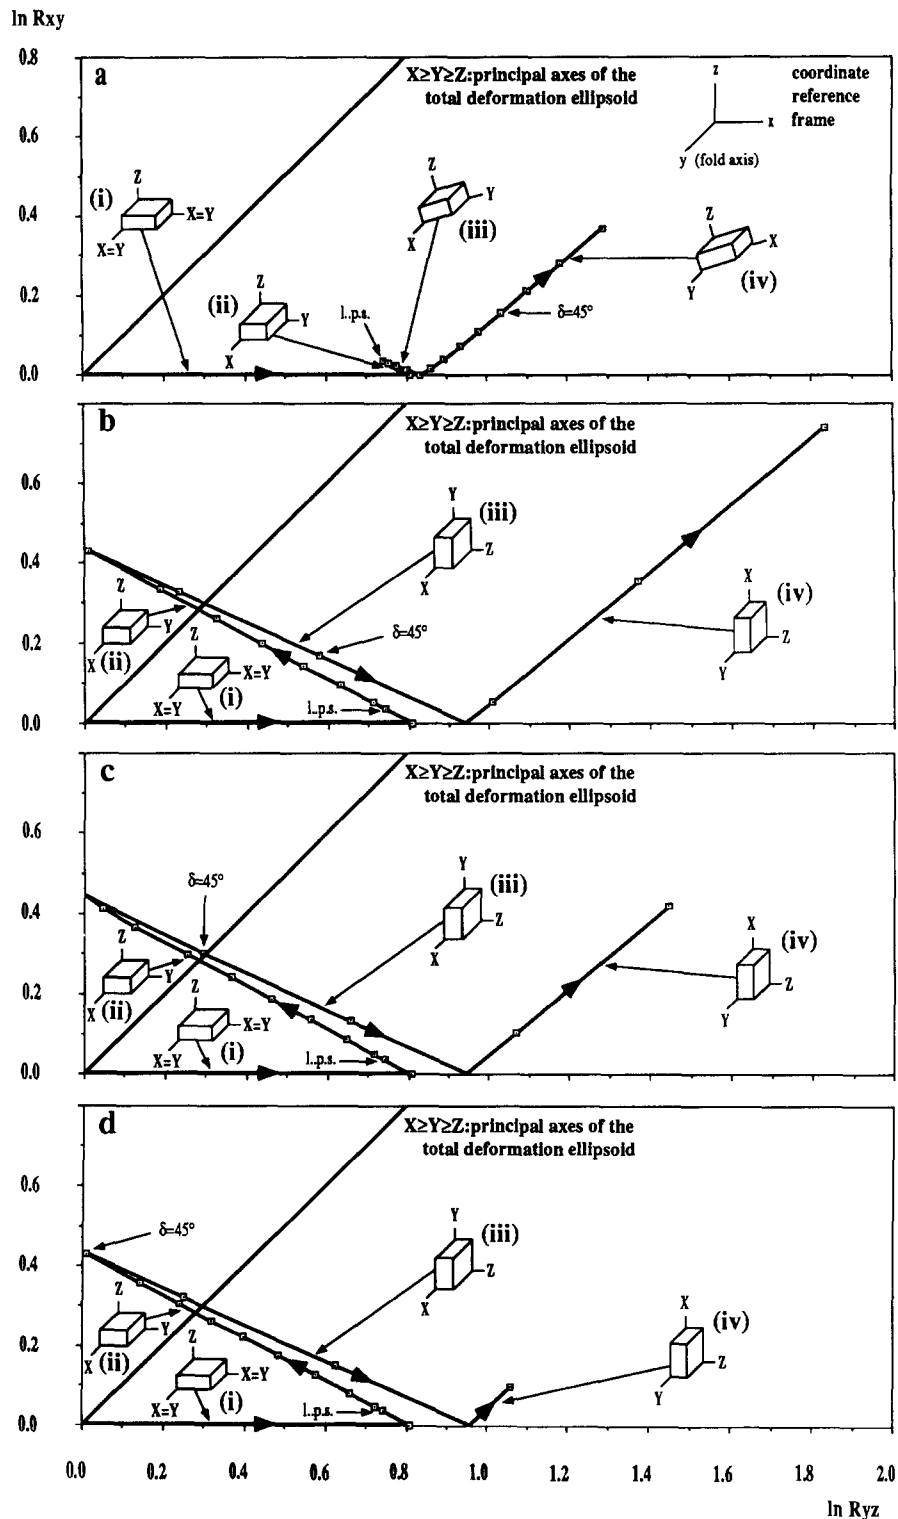 ln Rxy
0.8
a
X≥Y≥Z:principal axes of the
total deformation ellipsoid
z
x
y (fold axis)
coordinate
reference
frame
0.6
0.4
0.2
0.0
(i)
Z
X=Y
X=Y
(ii)
Z
Y
X
l..p.s.
(iii)
Z
Y
X
δ=45°
(iv)
Z
X
Y
b
X≥Y≥Z:principal axes of the
total deformation ellipsoid
0.6
0.4
0.2
0.0
Z
Y
X (ii)
Z
X=Y
X=Y
(i)
l..p.s.
δ=45°
Y
(iii)
Z
X
X
(iv)
Z
Y
c
X≥Y≥Z:principal axes of the
total deformation ellipsoid
0.6
0.4
0.2
0.0
δ=45°
Z
Y
X (ii)
Z
X=Y
X=Y
(i)
l..p.s.
Y
(iii)
Z
X
X
(iv)
Z
Y
d
X≥Y≥Z:principal axes of the
total deformation ellipsoid
0.6
0.4
0.2
0.0
δ=45°
Z
Y
X (ii)
Z
X=Y
X=Y
(i)
l..p.s.
Y
(iii)
Z
X
X
(iv)
Z
Y
0.0 0.2 0.4 0.6 0.8 1.0 1.2 1.4 1.6 1.8 2.0
ln Ryz